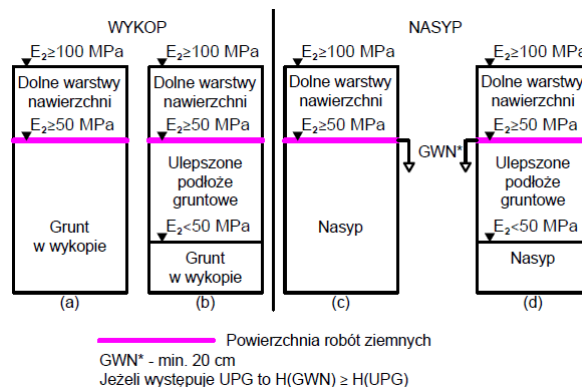 WYKOP
NASYP
E₂≥100 MPa
E₂≥100 MPa
E₂≥100 MPa
E₂≥100 MPa
Dolne warstwy
nawierzchni
Dolne warstwy
nawierzchni
Dolne warstwy
nawierzchni
Dolne warstwy
nawierzchni
E₂≥50 MPa
E₂≥50 MPa
E₂≥50 MPa
E₂≥50 MPa
GWN*
Grunt
w wykopie
Ulepszone
podłoże
gruntowe
Nasyp
Ulepszone
podłoże
gruntowe
E₂<50 MPa
E₂<50 MPa
Grunt
w wykopie
Nasyp
(a)
(b)
(c)
(d)
Powierzchnia robót ziemnych
GWN* - min. 20 cm
Jeżeli występuje UPG to H(GWN) ≥ H(UPG)